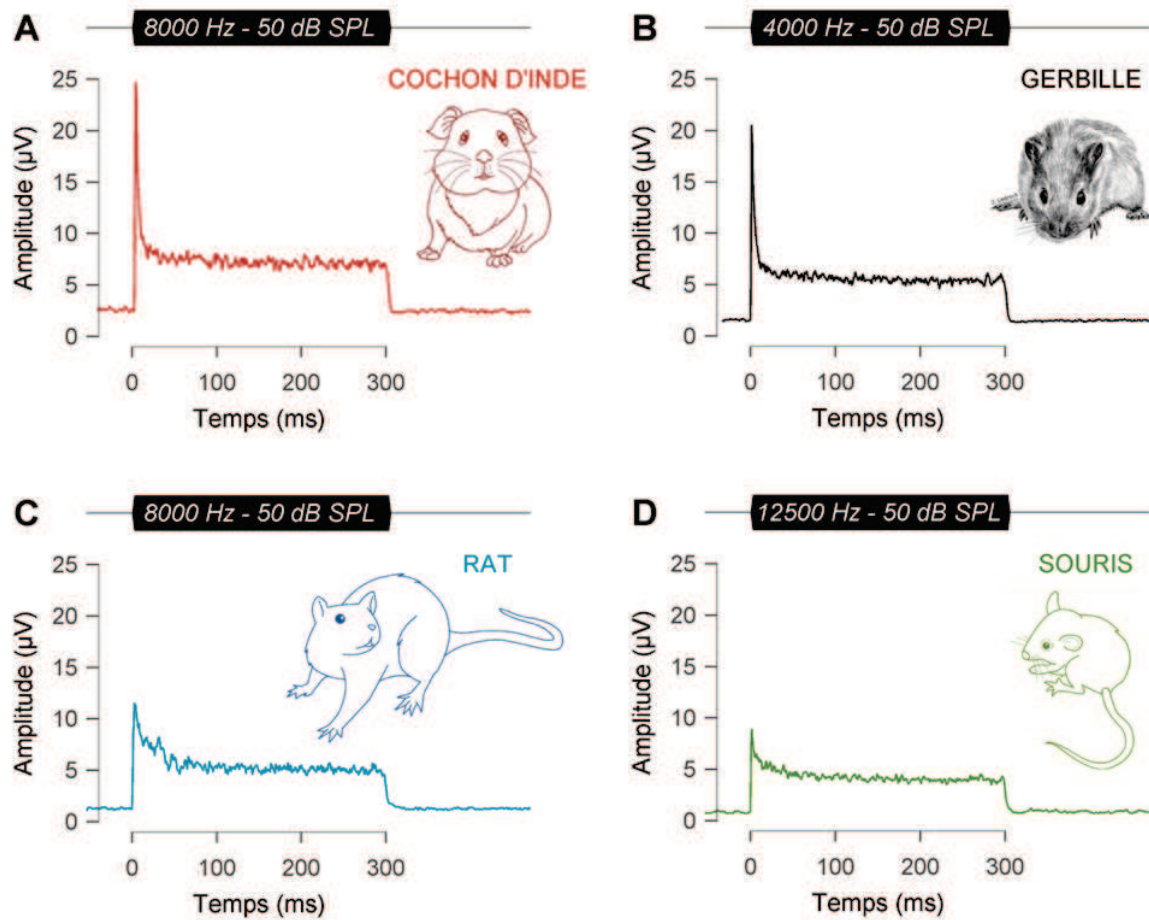 A
8000 Hz - 50 dB SPL
COCHON D'INDE
Amplitude (µV)
25
20
15
10
5
0
0 100 200 300
Temps (ms)
B
4000 Hz - 50 dB SPL
GERBILLE
Amplitude (µV)
25
20
15
10
5
0
0 100 200 300
Temps (ms)
C
8000 Hz - 50 dB SPL
RAT
Amplitude (µV)
25
20
15
10
5
0
0 100 200 300
Temps (ms)
D
12500 Hz - 50 dB SPL
SOURIS
Amplitude (µV)
25
20
15
10
5
0
0 100 200 300
Temps (ms)